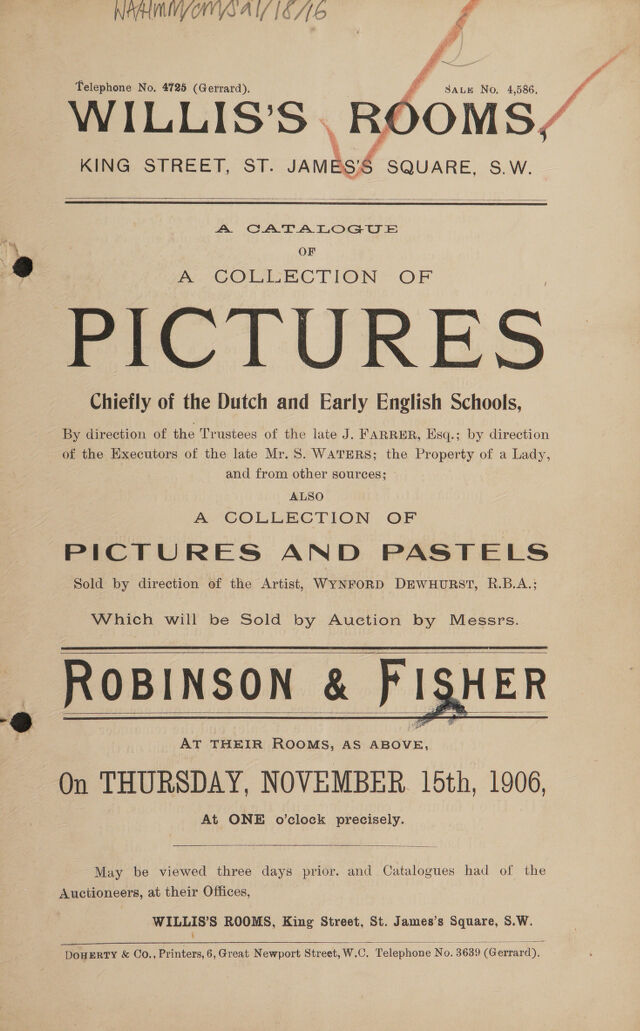 WAAHmM/cm/Sal/18/16
2
Telephone No. 4725 (Gerrard). SALE No. 4,586.
WILLIS'S ROOMS,
KING STREET, ST. JAMES'S SQUARE, S.W.
A CATALOGUE
OF
A COLLECTION OF
PICTURES
Chiefly of the Dutch and Early English Schools,
By direction of the Trustees of the late J. FARRER, Esq.; by direction
of the Executors of the late Mr. S. WATERS; the Property of a Lady,
and from other sources;
ALSO
A COLLECTION OF
PICTURES AND PASTELS
Sold by direction of the Artist, WYNFORD DEWHURST, R.B.A.;
Which will be Sold by Auction by Messrs.
ROBINSON & FISHER
AT THEIR ROOMS, AS ABOVE,
On THURSDAY, NOVEMBER 15th, 1906,
At ONE o'clock precisely.
May be viewed three days prior. and Catalogues had of the
Auctioneers, at their Offices,
WILLIS'S ROOMS, King Street, St. James's Square, S.W.
DOHERTY & Co., Printers, 6, Great Newport Street, W.C. Telephone No. 3639 (Gerrard).